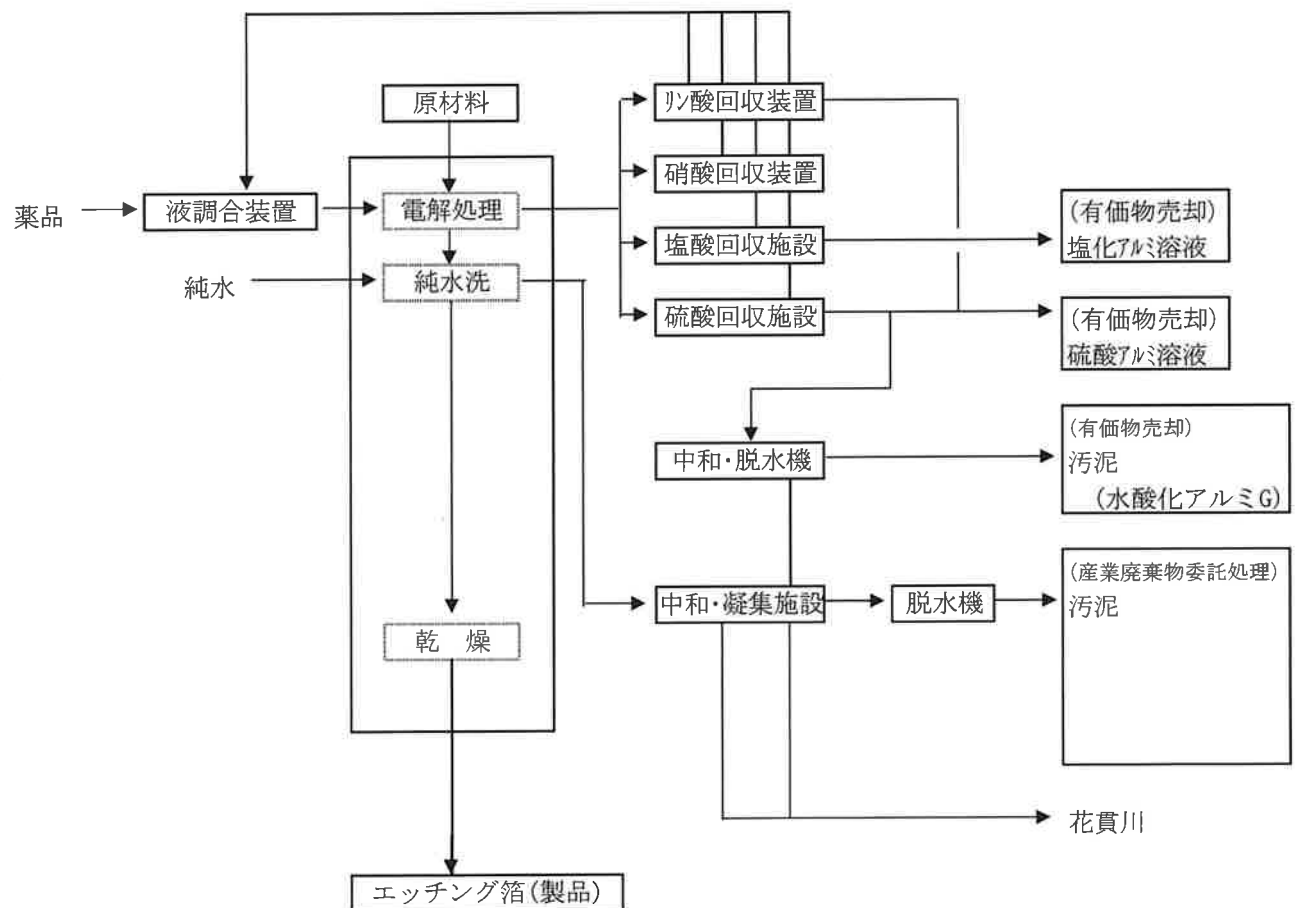 原材料
リン酸回収装置
硝酸回収装置
薬品
液調合装置
電解処理
塩酸回収施設
(有価物売却)
塩化アルミ溶液
純水
純水洗
硫酸回収施設
(有価物売却)
硫酸アルミ溶液
中和・脱水機
(有価物売却)
汚泥
(水酸化アルミG)
中和・凝集施設
脱水機
(産業廃棄物委託処理)
汚泥
乾 燥
花貫川
エッチング箔(製品)